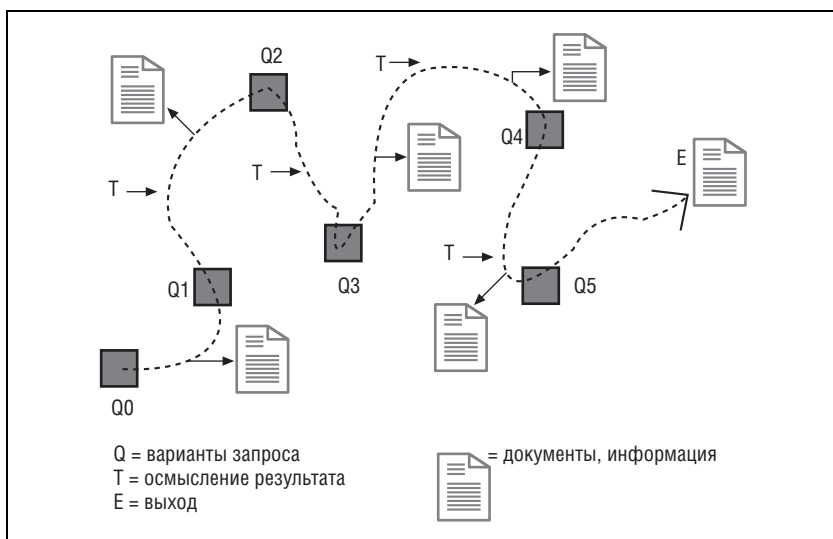 Q2
T
Q4
E
T
T
T
Q1
Q3
Q5
Q0
Q = варианты запроса
T = осмысление результата
E = выход
= документы, информация